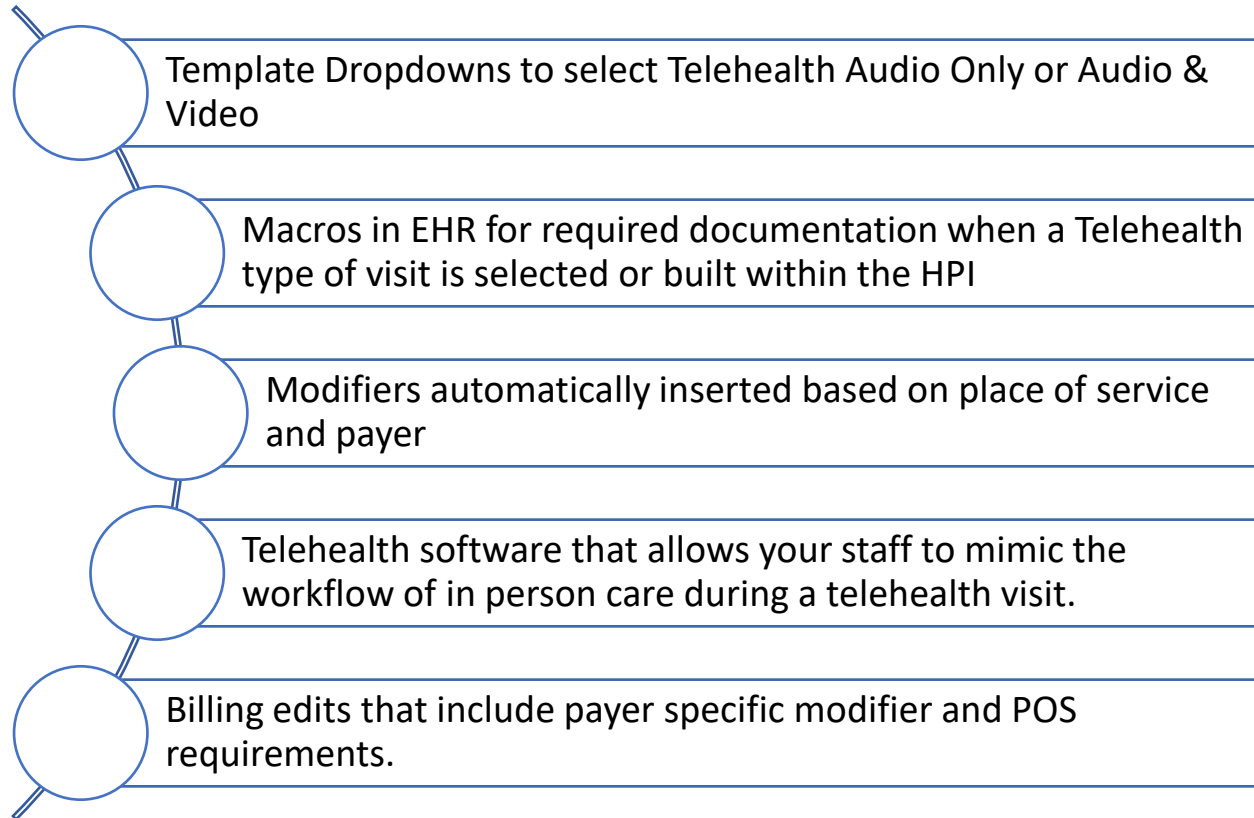 Template Dropdowns to select Telehealth Audio Only or Audio &
Video
Macros in EHR for required documentation when a Telehealth
type of visit is selected or built within the HPI
Modifiers automatically inserted based on place of service
and payer
Telehealth software that allows your staff to mimic the
workflow of in person care during a telehealth visit.
Billing edits that include payer specific modifier and POS
requirements.